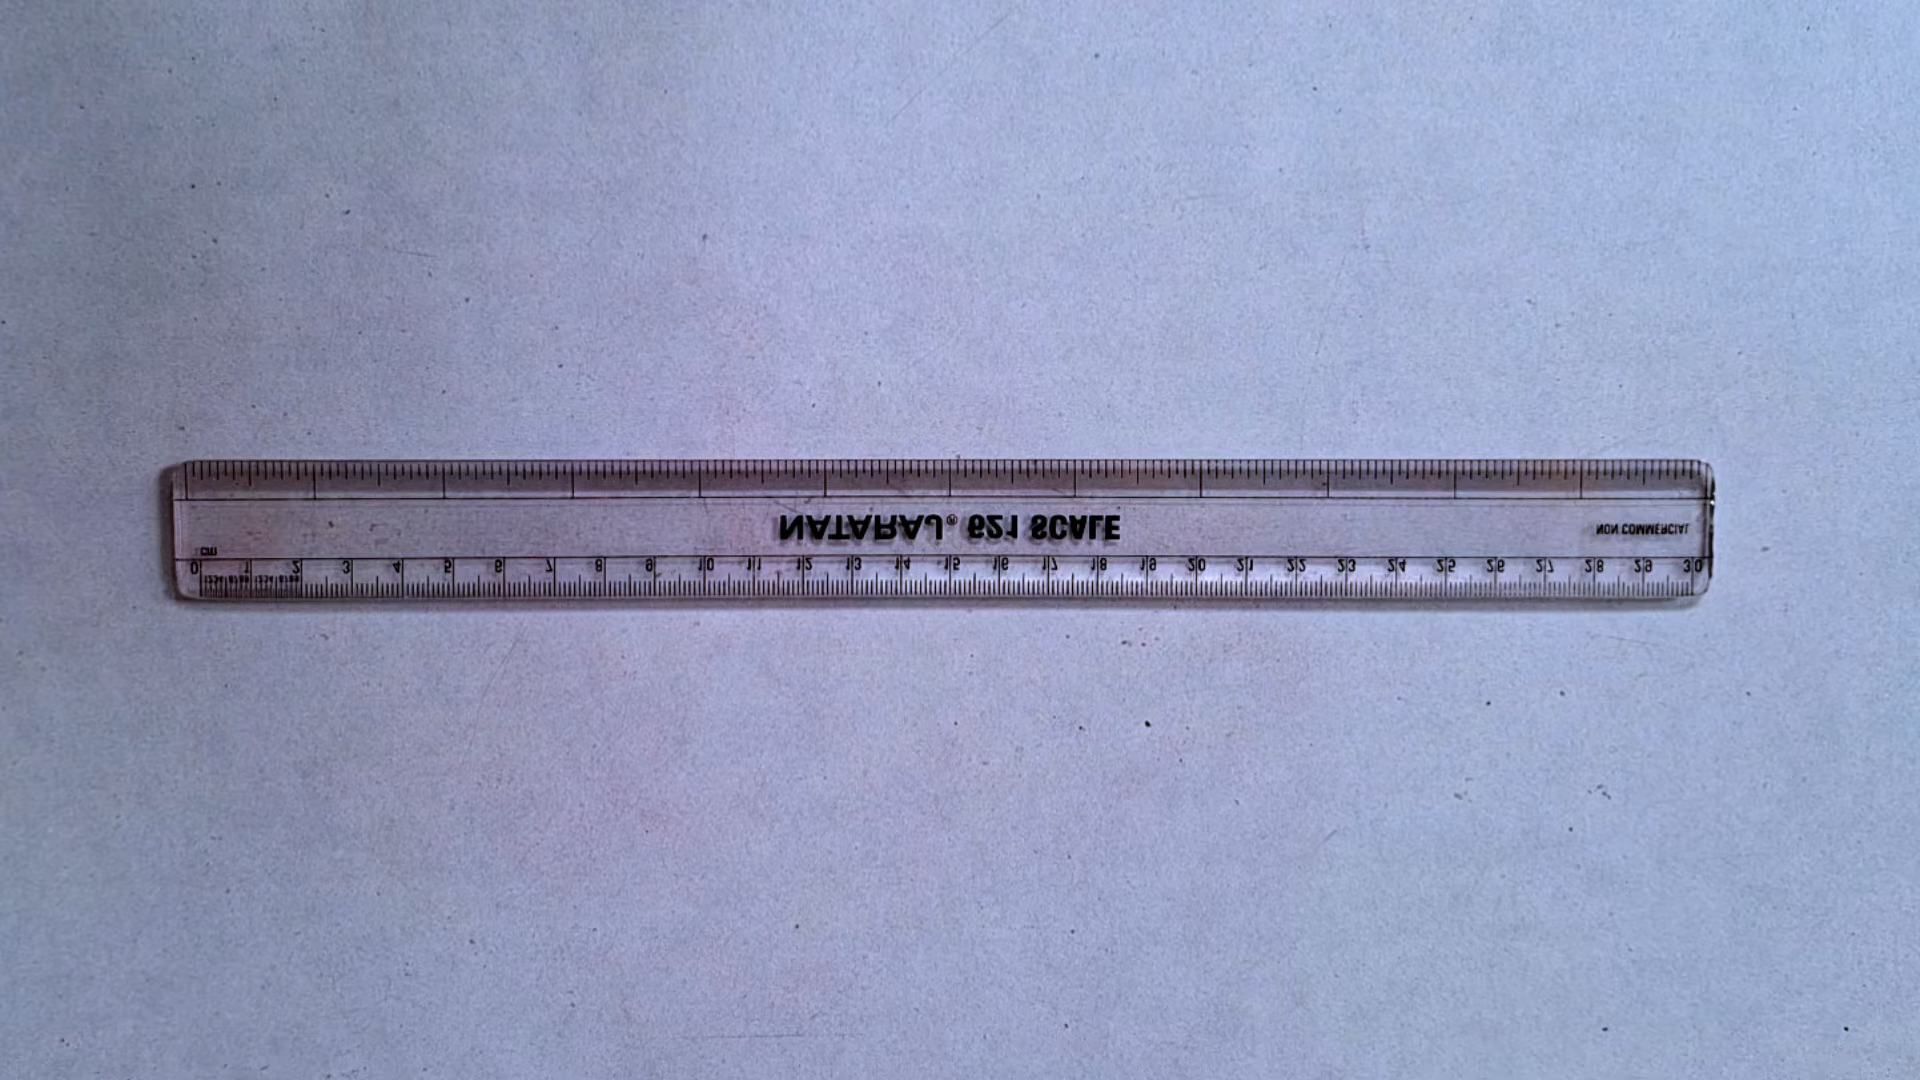 NATARAJ® 621 SCALE
NON COMMERCIAL
cm
0 1 2 3 4 5 6 7 8 9 10 11 12 13 14 15 16 17 18 19 20 21 22 23 24 25 26 27 28 29 30